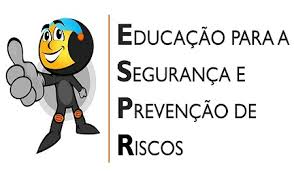 EDUCAÇÃO PARA A
SEGURANÇA E
PREVENÇÃO DE
RISCOS